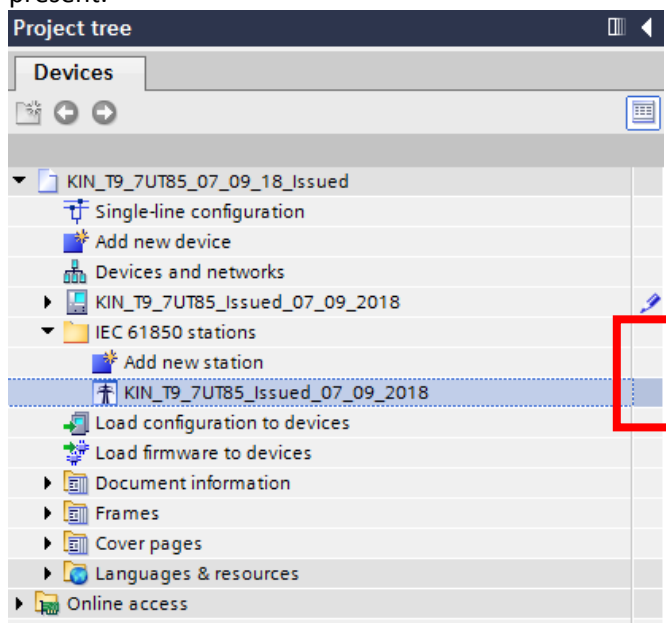 present.
Project tree
Devices
KIN_T9_7UT85_07_09_18_Issued
Single-line configuration
Add new device
Devices and networks
KIN_T9_7UT85_Issued_07_09_2018
IEC 61850 stations
Add new station
KIN_T9_7UT85_Issued_07_09_2018
Load configuration to devices
Load firmware to devices
Document information
Frames
Cover pages
Languages & resources
Online access